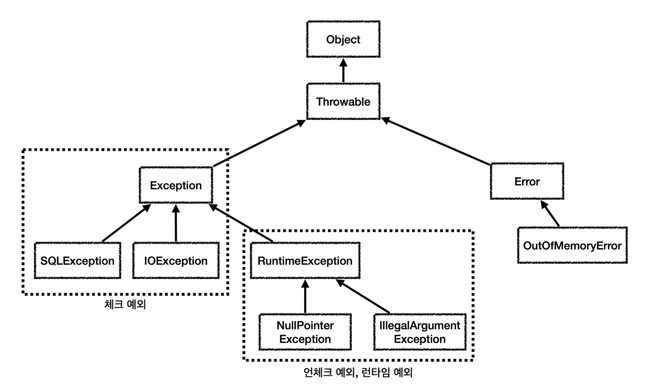 Object
Throwable
Exception
Error
SQLException
IOException
RuntimeException
OutOfMemoryError
체크 예외
NullPointer
Exception
IllegalArgument
Exception
언체크 예외, 런타임 예외